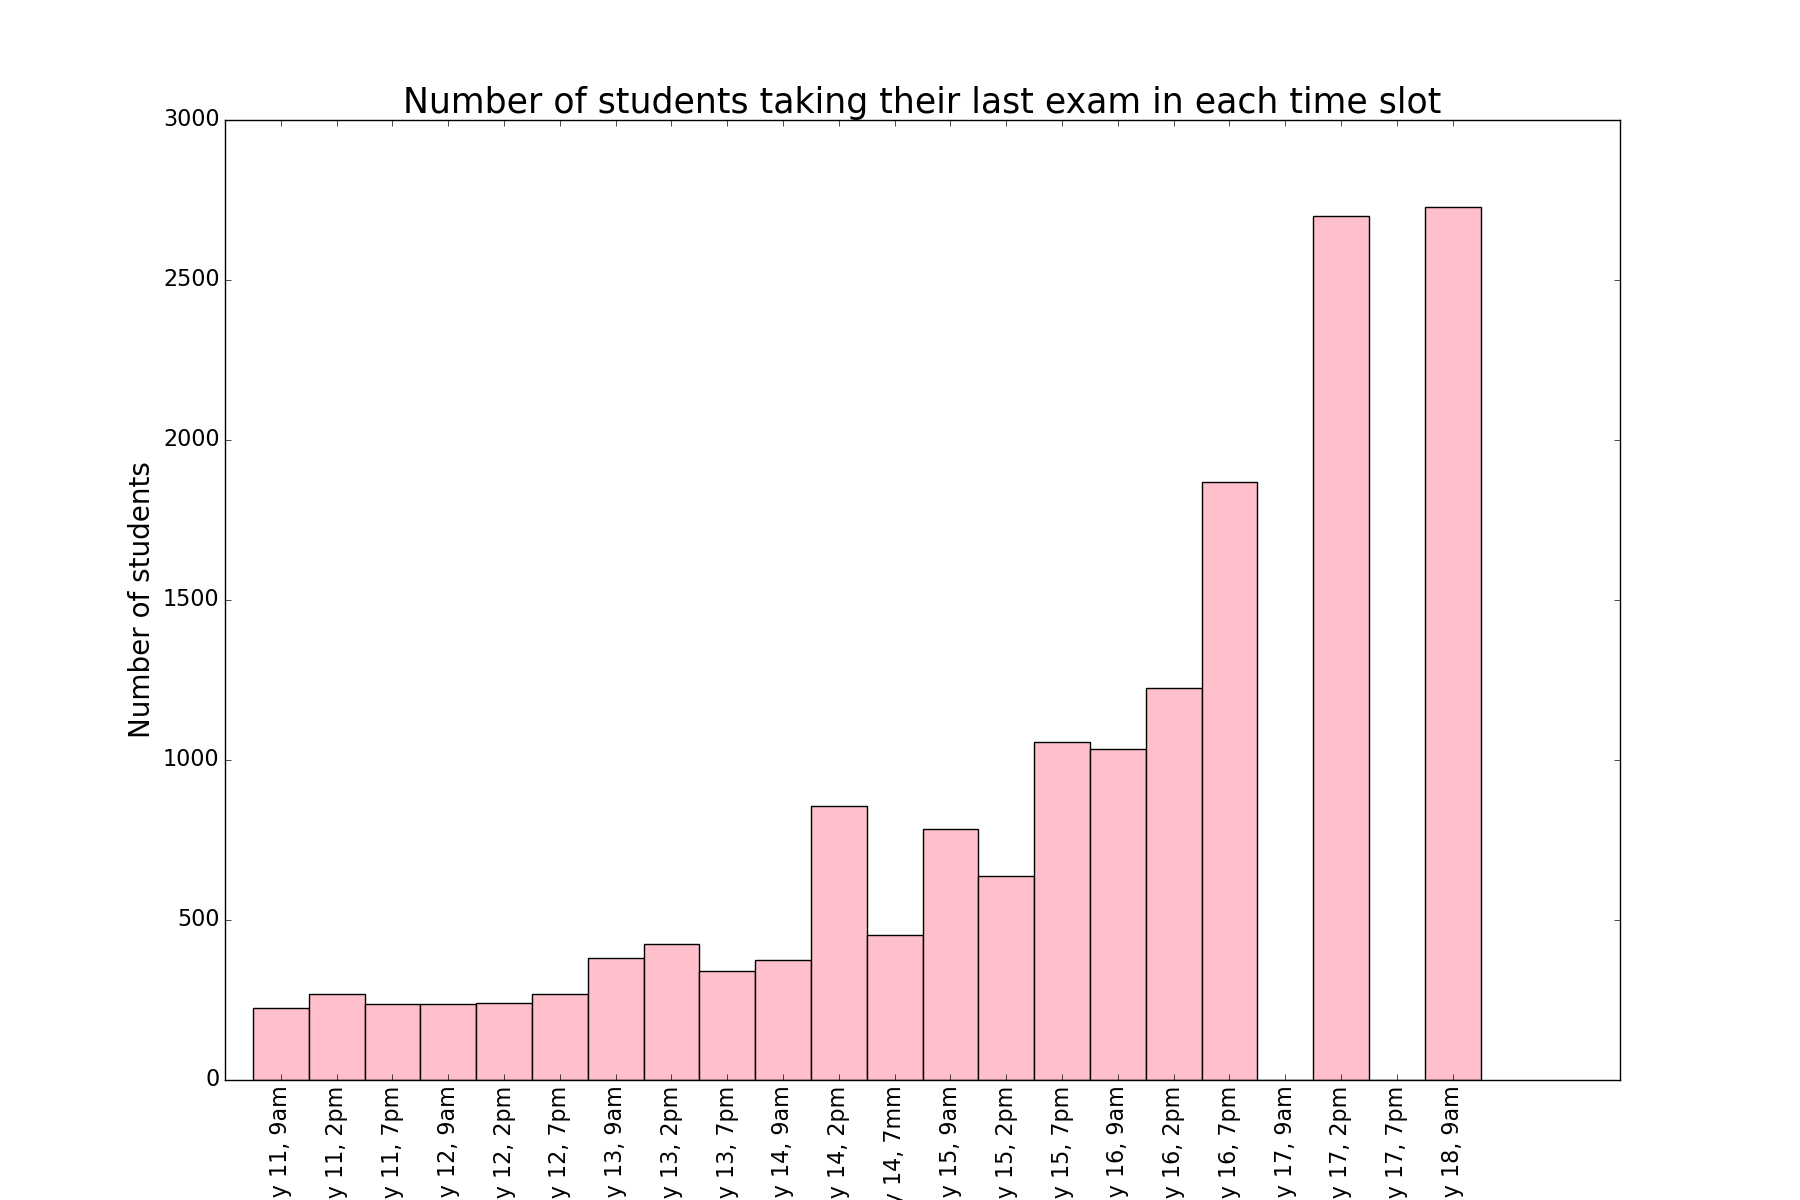 Number of students taking their last exam in each time slot
Number of students
3000
2500
2000
1500
1000
500
0
y 11, 9am
y 11, 2pm
y 11, 7pm
y 12, 9am
y 12, 2pm
y 12, 7pm
y 13, 9am
y 13, 2pm
y 13, 7pm
y 14, 9am
y 14, 2pm
y 14, 7mm
y 15, 9am
y 15, 2pm
y 15, 7pm
y 16, 9am
y 16, 2pm
y 16, 7pm
y 17, 9am
y 17, 2pm
y 17, 7pm
y 18, 9am